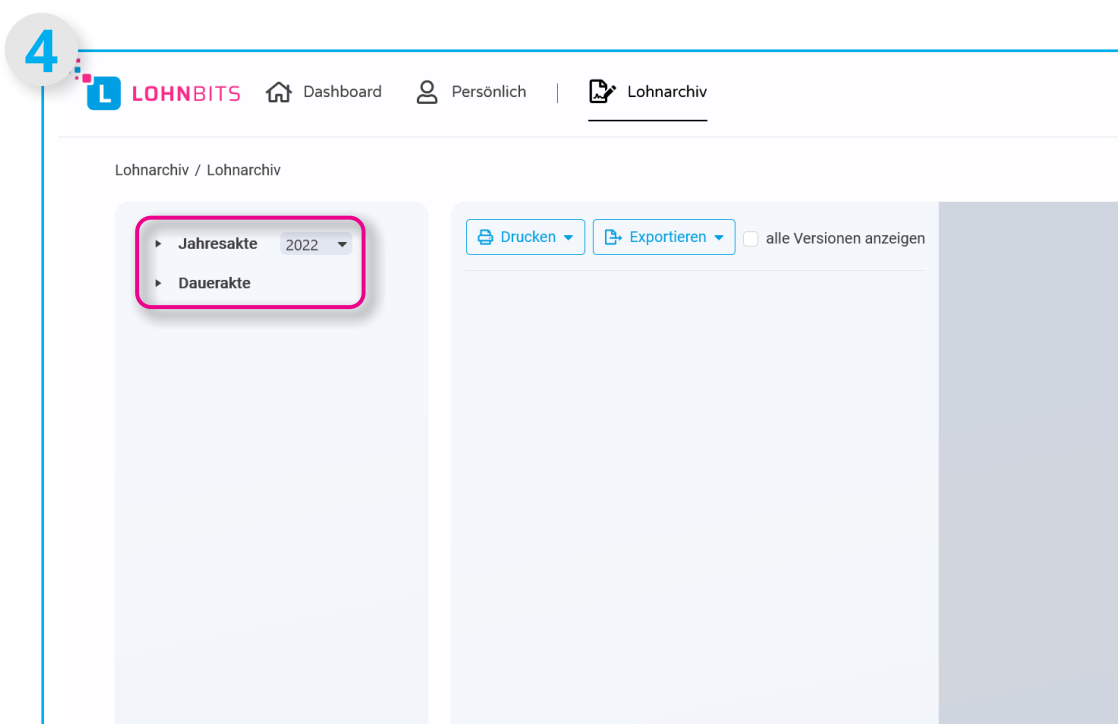 4
L LOHNBITS Dashboard Persönlich | Lohnarchiv
Lohnarchiv / Lohnarchiv
Jahresakte 2022
Dauerakte
Drucken Exportieren alle Versionen anzeigen